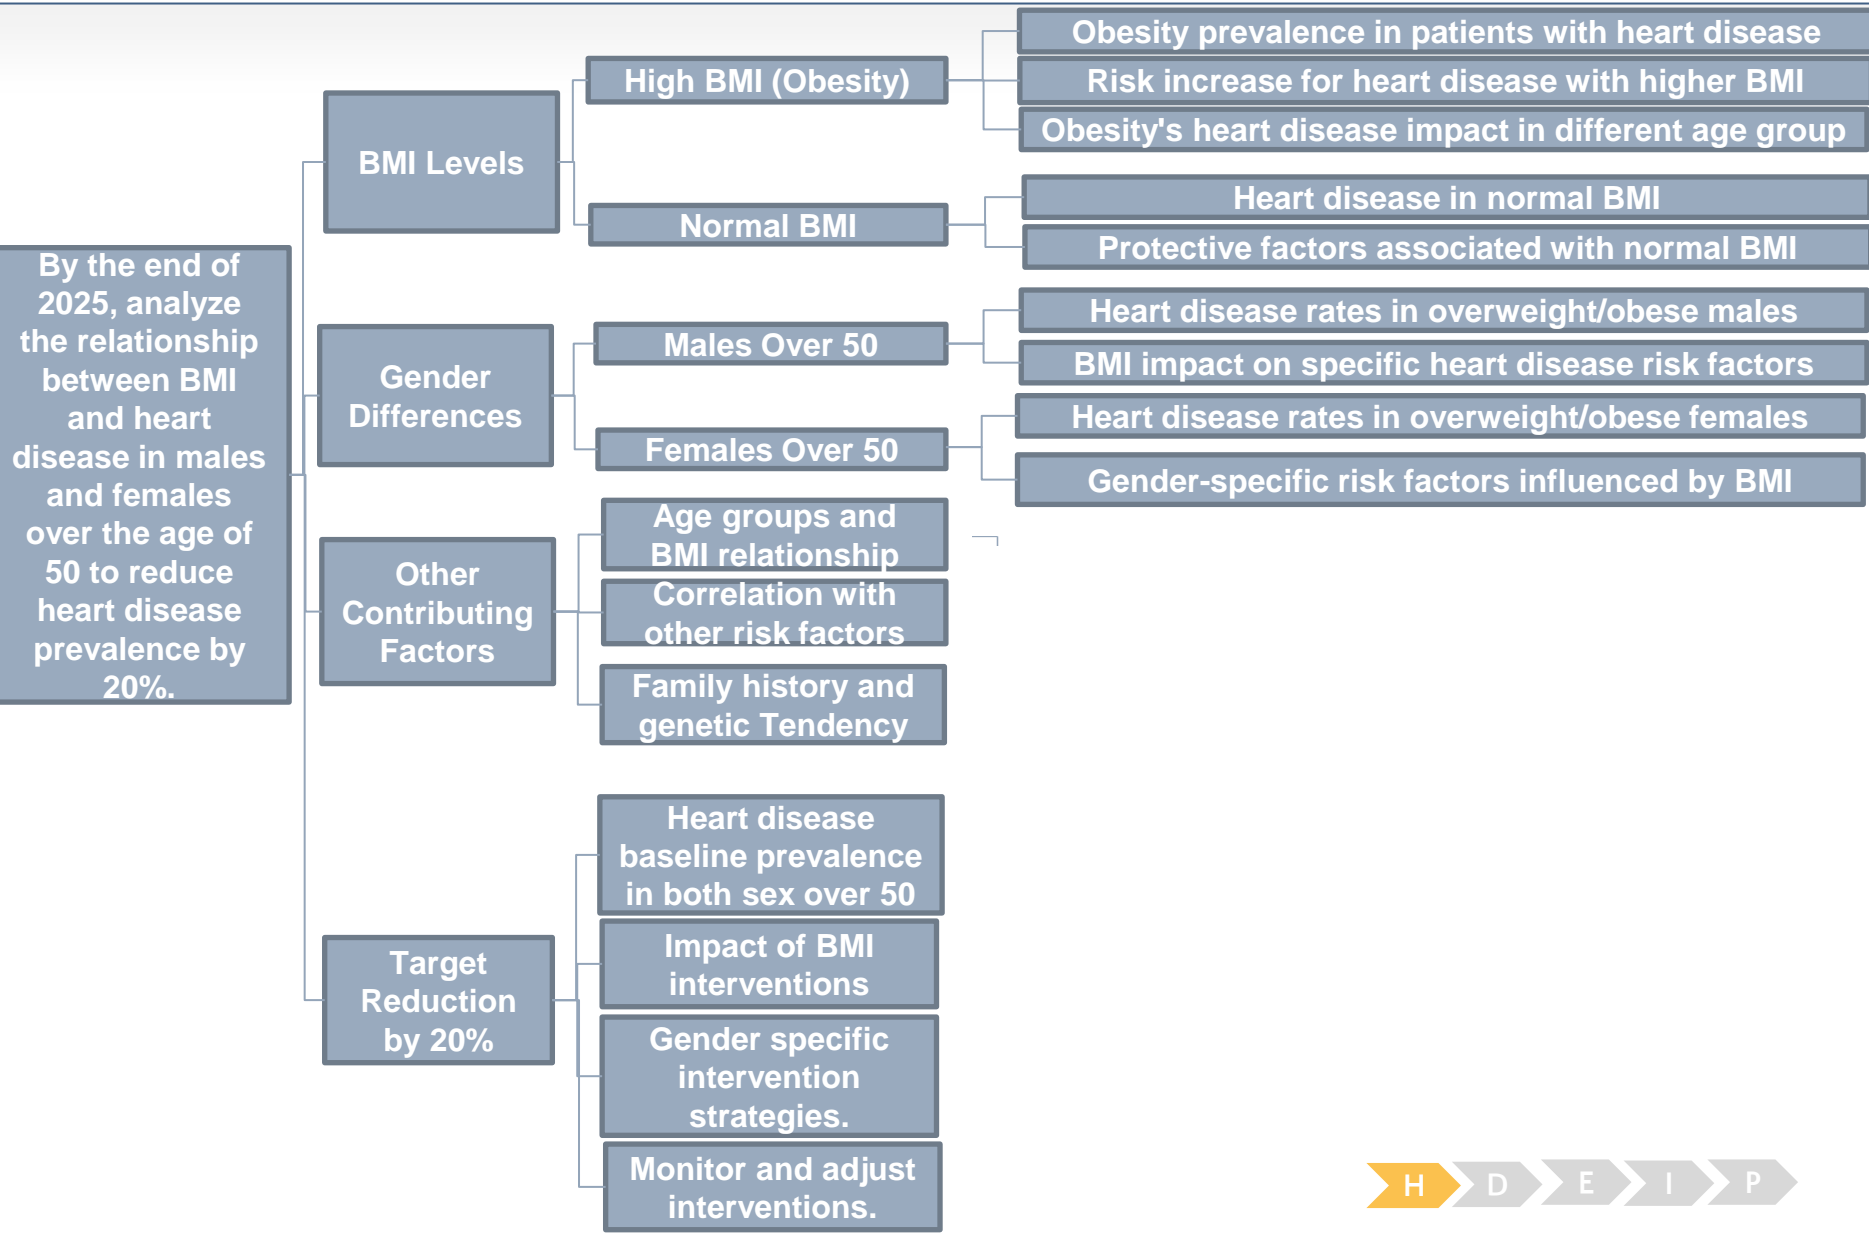 By the end of
2025, analyze
the relationship
between BMI
and heart
disease in males
and females
over the age of
50 to reduce
heart disease
prevalence by
20%.
BMI Levels
High BMI (Obesity)
Obesity prevalence in patients with heart disease
Risk increase for heart disease with higher BMI
Obesity's heart disease impact in different age group
Normal BMI
Heart disease in normal BMI
Protective factors associated with normal BMI
Gender
Differences
Males Over 50
Heart disease rates in overweight/obese males
BMI impact on specific heart disease risk factors
Females Over 50
Heart disease rates in overweight/obese females
Gender-specific risk factors influenced by BMI
Other
Contributing
Factors
Age groups and
BMI relationship
Correlation with
other risk factors
Family history and
genetic Tendency
Target
Reduction
by 20%
Heart disease
baseline prevalence
in both sex over 50
Impact of BMI
interventions
Gender specific
intervention
strategies.
Monitor and adjust
interventions.
H D E I P